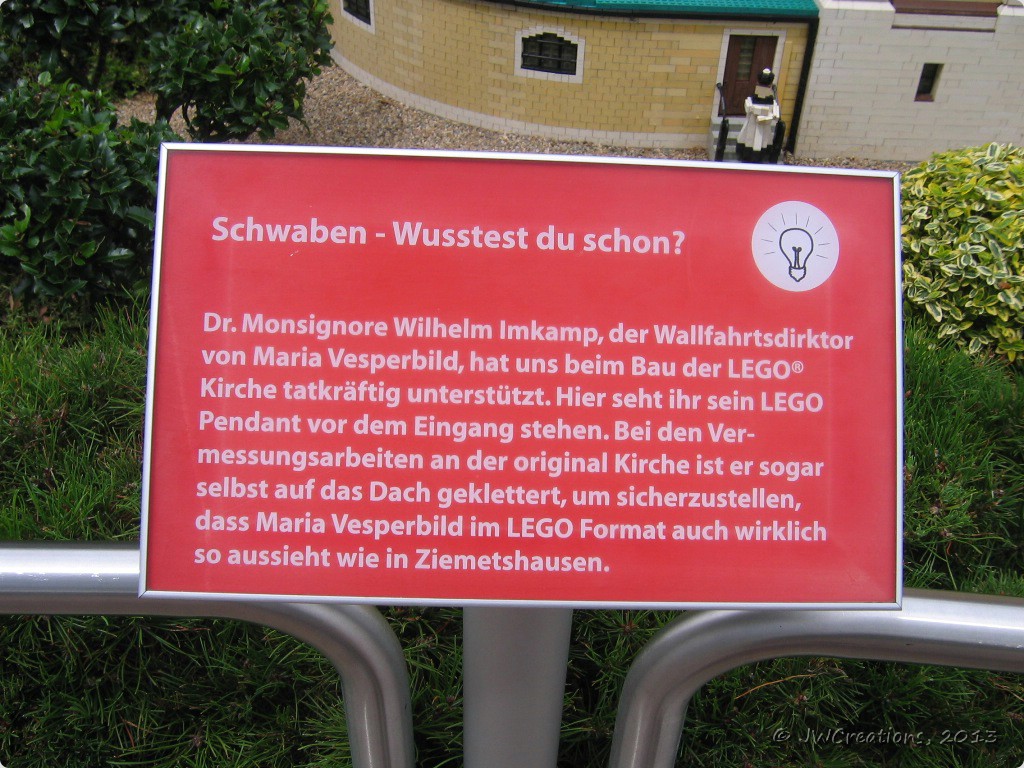 Schwaben - Wusstest du schon?
Dr. Monsignore Wilhelm Imkamp, der Wallfahrtsdirktor
von Maria Vesperbild, hat uns beim Bau der LEGO®
Kirche tatkräftig unterstützt. Hier seht ihr sein LEGO
Pendant vor dem Eingang stehen. Bei den Ver-
messungsarbeiten an der original Kirche ist er sogar
selbst auf das Dach geklettert, um sicherzustellen,
dass Maria Vesperbild im LEGO Format auch wirklich
so aussieht wie in Ziemetshausen.
© JWCreations, 2013